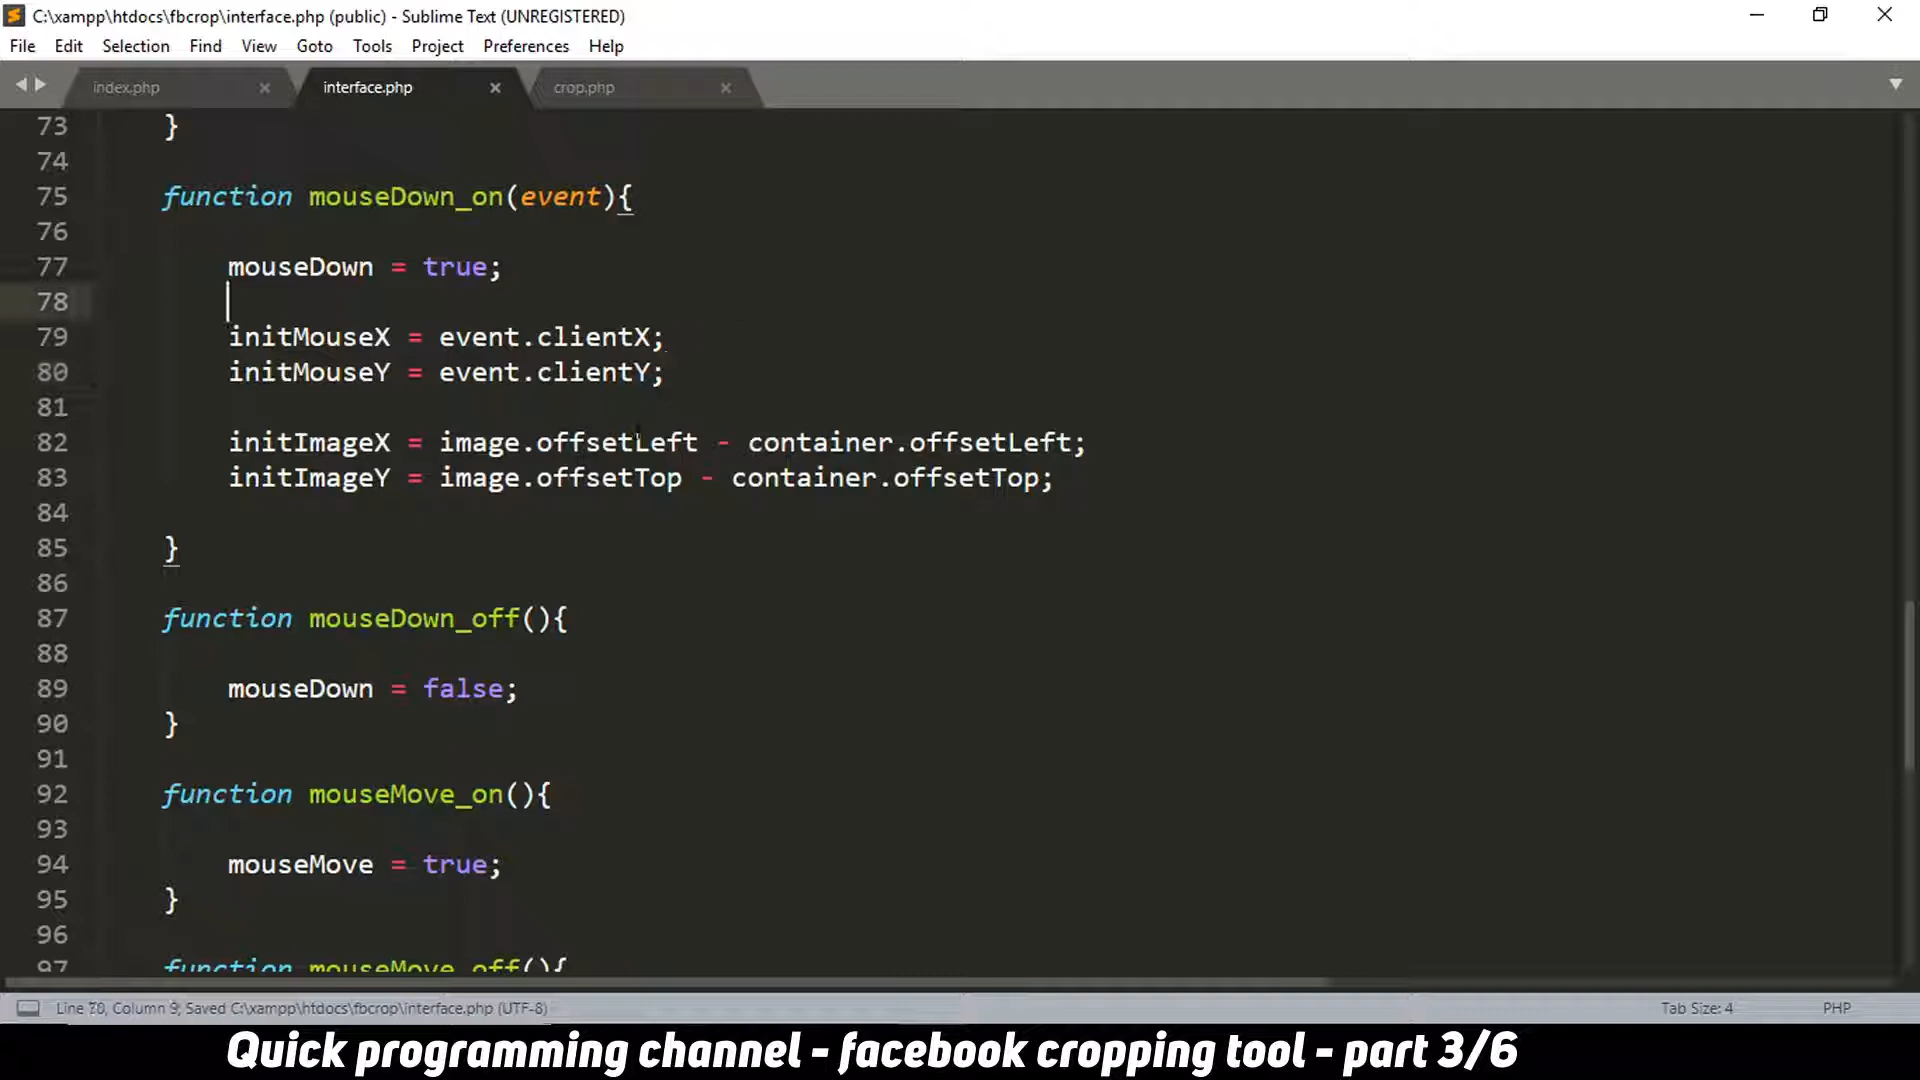 C:\xampp\htdocs\fbcrop\interface.php (public) - Sublime Text (UNREGISTERED)
File Edit Selection Find View Goto Tools Project Preferences Help
index.php interface.php crop.php
73 }
74
75 function mouseDown_on(event){
76
77 mouseDown = true;
78
79 initMouseX = event.clientX;
80 initMouseY = event.clientY;
81
82 initImageX = image.offsetLeft - container.offsetLeft;
83 initImageY = image.offsetTop - container.offsetTop;
84
85 }
86
87 function mouseDown_off(){
88
89 mouseDown = false;
90 }
91
92 function mouseMove_on(){
93
94 mouseMove = true;
95 }
96
97 function mouseMove_off(){
Line 78, Column 9; Saved C:\xampp\htdocs\fbcrop\interface.php (UTF-8) Tab Size: 4 PHP
Quick programming channel - facebook cropping tool - part 3/6